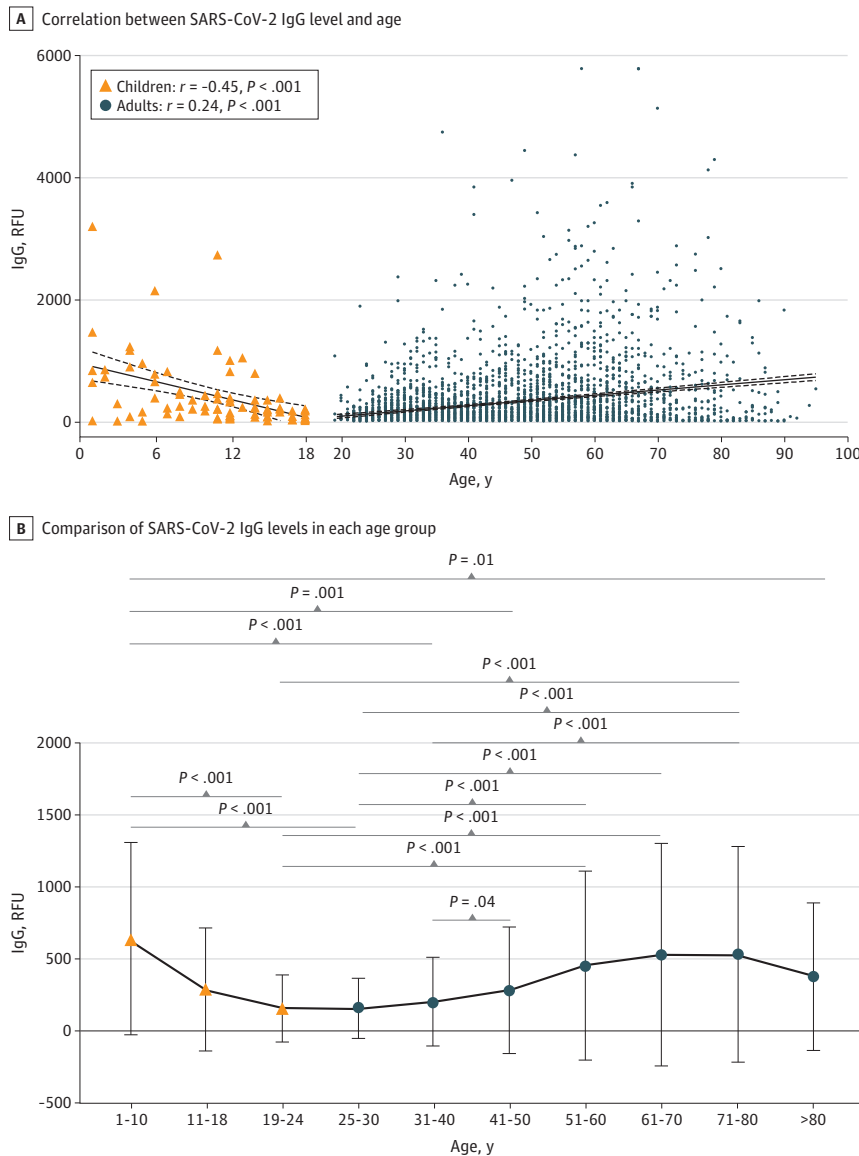 A Correlation between SARS-CoV-2 IgG level and age
6000
4000
2000
0
IgG, RFU
Children: r = -0.45, P < .001
Adults: r = 0.24, P < .001
0 6 12 18 20 30 40 50 60 70 80 90 100
Age, y
B Comparison of SARS-CoV-2 IgG levels in each age group
P = .01
P = .001
P < .001
P < .001
P < .001
P < .001
P < .001
P < .001
P < .001
P < .001
P < .001
P < .001
P = .04
2000
1500
1000
500
0
-500
IgG, RFU
1-10 11-18 19-24 25-30 31-40 41-50 51-60 61-70 71-80 >80
Age, y